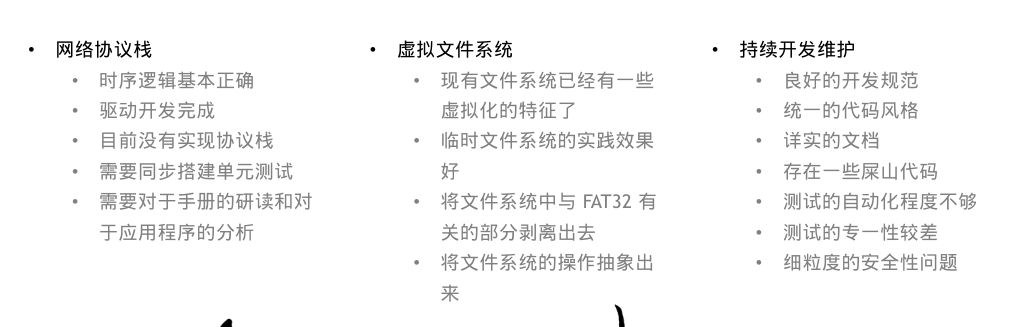 网络协议栈
时序逻辑基本正确
驱动开发完成
目前没有实现协议栈
需要同步搭建单元测试
需要对于手册的研读和对
于应用程序的分析
虚拟文件系统
现有文件系统已经有一些
虚拟化的特征了
临时文件系统的实践效果
好
将文件系统中与 FAT32 有
关的部分剥离出去
将文件系统的操作抽象出
来
持续开发维护
良好的开发规范
统一的代码风格
详实的文档
存在一些屎山代码
测试的自动化程度不够
测试的专一性较差
细粒度的安全性问题